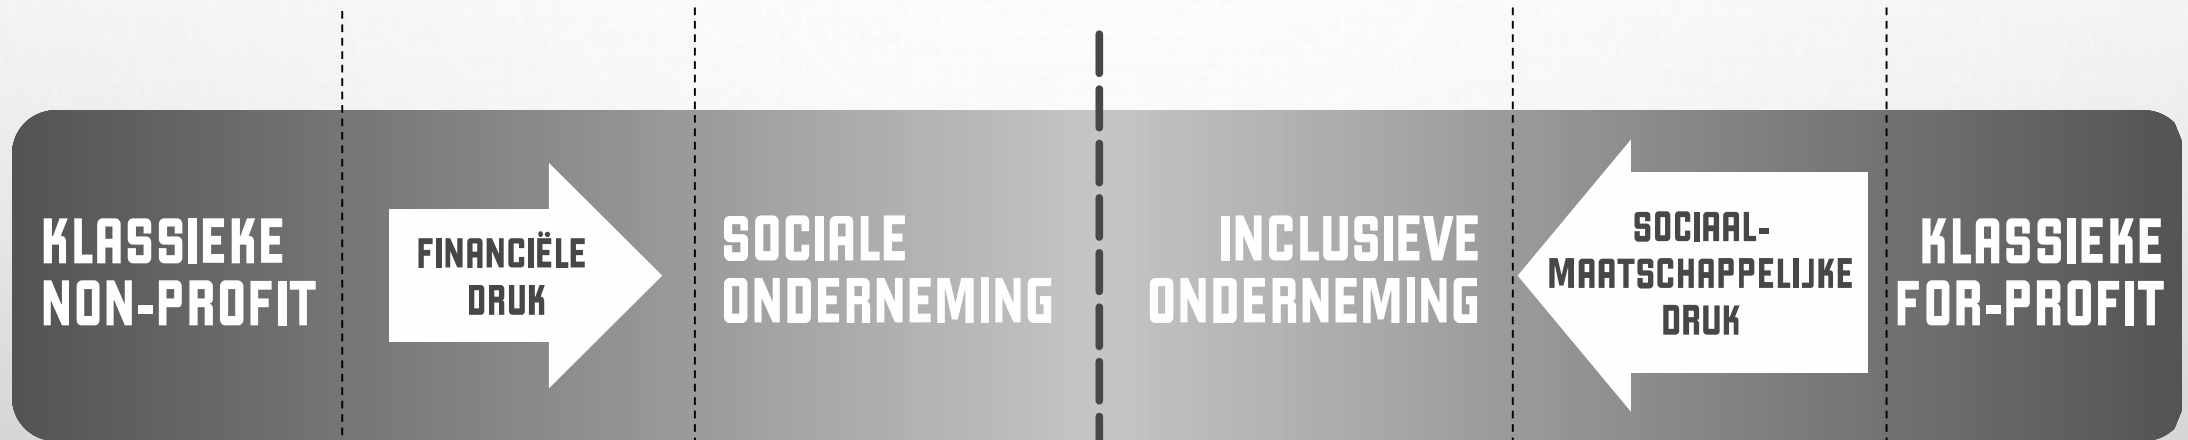 KLASSIEKE
NON-PROFIT
FINANCIËLE
DRUK
SOCIALE
ONDERNEMING
INCLUSIEVE
ONDERNEMING
SOCIAAL-
MAATSCHAPPELIJKE
DRUK
KLASSIEKE
FOR-PROFIT